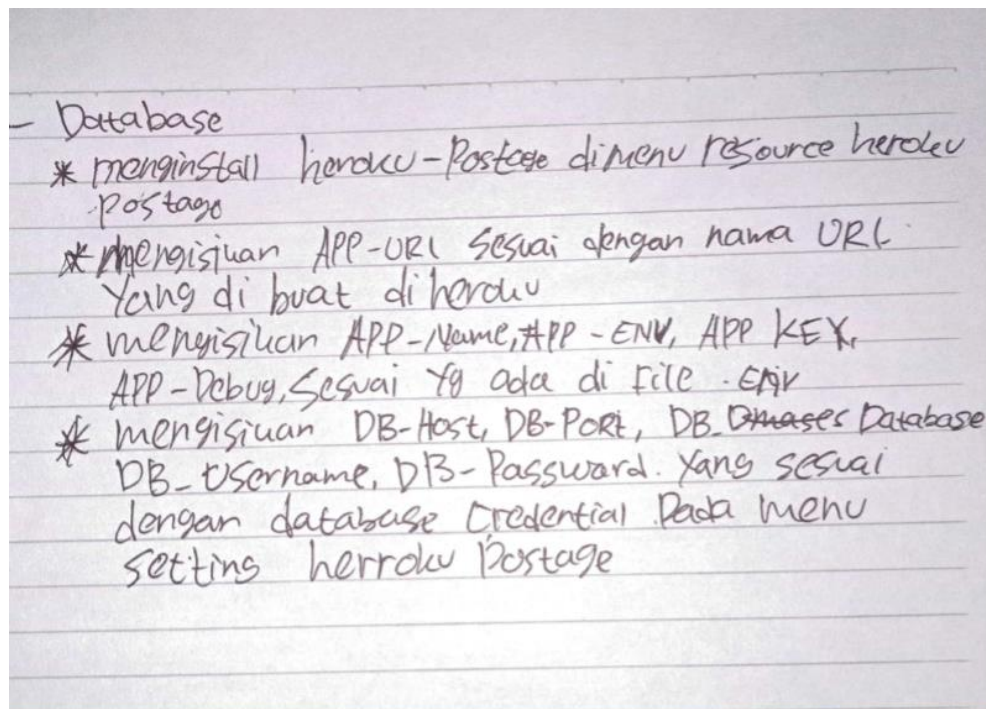 - Database
* menginstall heroku-Postage dimenu resource heroku
postage
* mengisikan APP-URL Sesuai dengan nama URL
Yang di buat di heroku
* mengisikan APP-Name, APP-ENV, APP KEY,
APP-Debug, Sesuai Yg ada di File .env
* mengisikan DB-Host, DB-Port, DB_ Database
DB_Username, DB-Passward. Yang sesuai
dengan database Credential Pada menu
setting herroku Postage